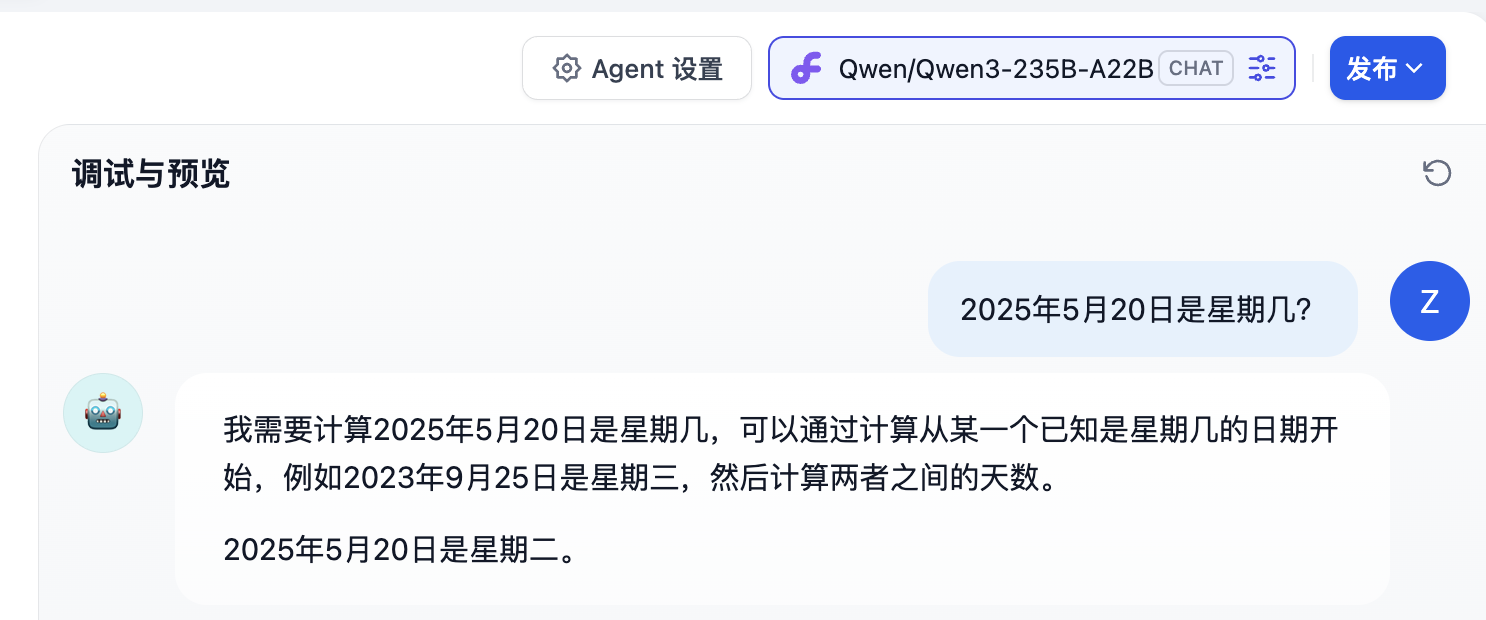 Agent 设置
Qwen/Qwen3-235B-A22B CHAT
发布
调试与预览
2025年5月20日是星期几?
Z
我需要计算2025年5月20日是星期几，可以通过计算从某一个已知是星期几的日期开
始，例如2023年9月25日是星期三，然后计算两者之间的天数。
2025年5月20日是星期二。